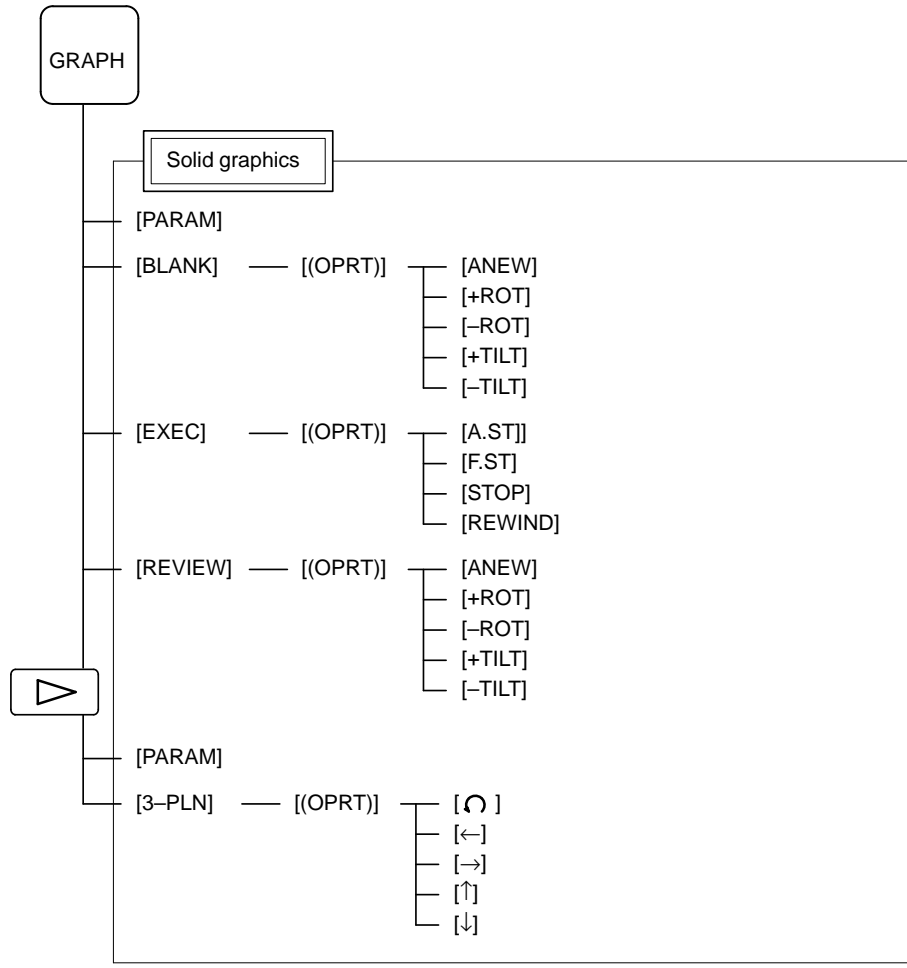 GRAPH
Solid graphics
[PARAM]
[BLANK] [(OPRT)] [ANEW]
[+ROT]
[–ROT]
[+TILT]
[–TILT]
[EXEC] [(OPRT)] [A.ST]]
[F.ST]
[STOP]
[REWIND]
[REVIEW] [(OPRT)] [ANEW]
[+ROT]
[–ROT]
[+TILT]
[–TILT]
[PARAM]
[3–PLN] [(OPRT)] [ ]
[←]
[→]
[↑]
[↓]